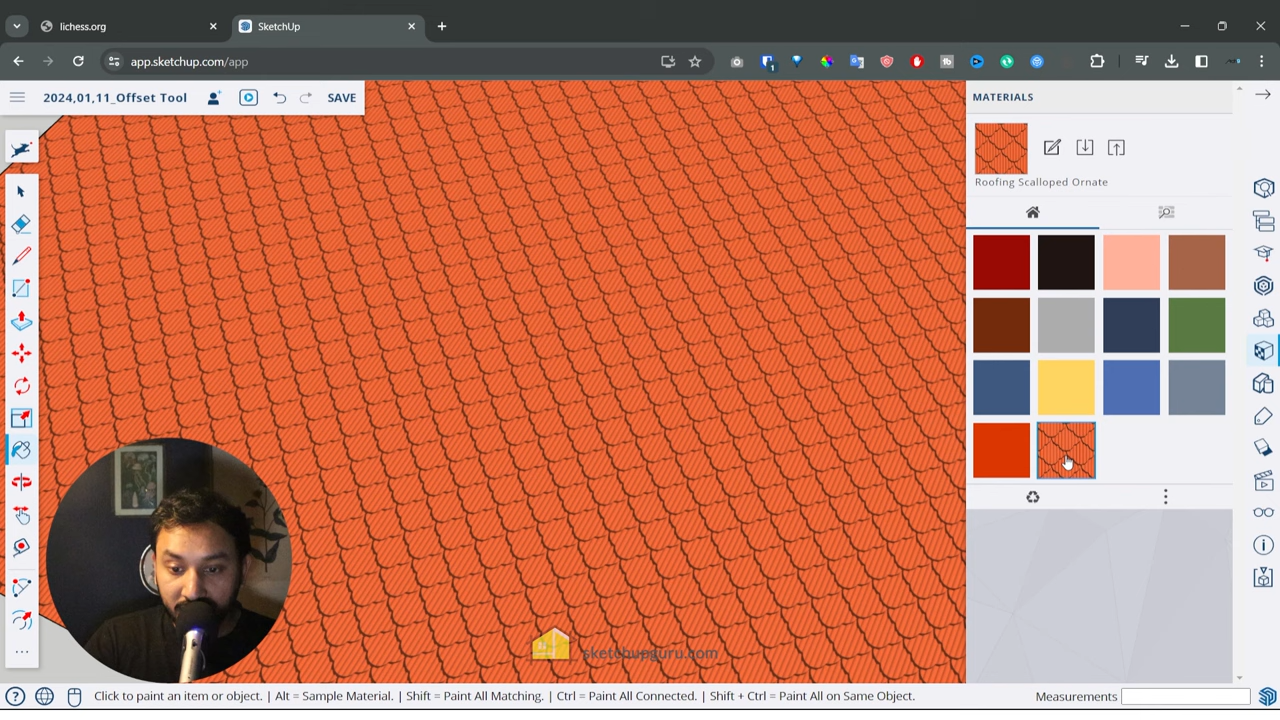 lichess.org
SketchUp
app.sketchup.com/app
1
2024,01,11_Offset Tool
SAVE
MATERIALS
Roofing Scalloped Ornate
sketchupguru.com
Click to paint an item or object. | Alt = Sample Material. | Shift = Paint All Matching. | Ctrl = Paint All Connected. | Shift + Ctrl = Paint All on Same Object.
Measurements